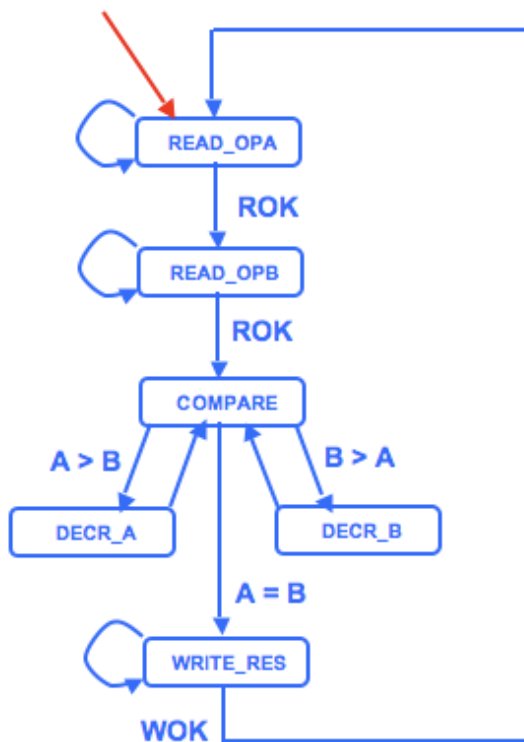 READ_OPA
ROK
READ_OPB
ROK
COMPARE
A > B
B > A
DECR_A
DECR_B
A = B
WRITE_RES
WOK